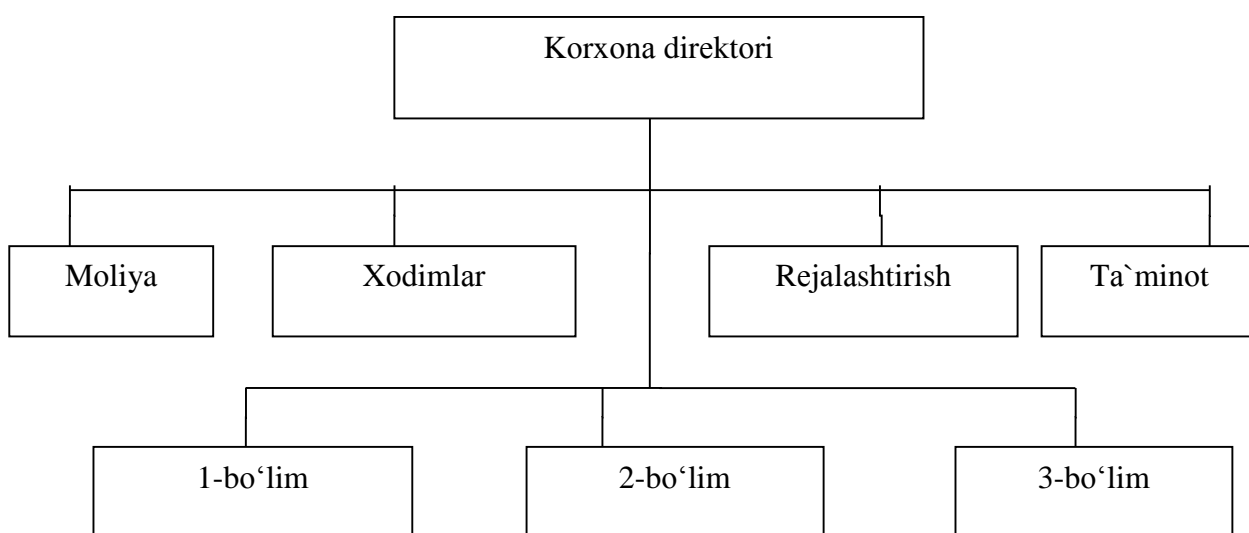 Korxona direktori
Moliya
Xodimlar
Rejalashtirish
Ta`minot
1-bo‘lim
2-bo‘lim
3-bo‘lim